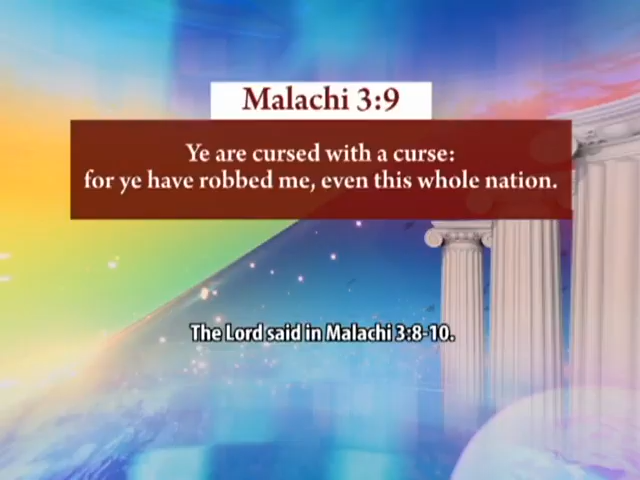 Malachi 3:9
Ye are cursed with a curse:
for ye have robbed me, even this whole nation.
The Lord said in Malachi 3:8-10.